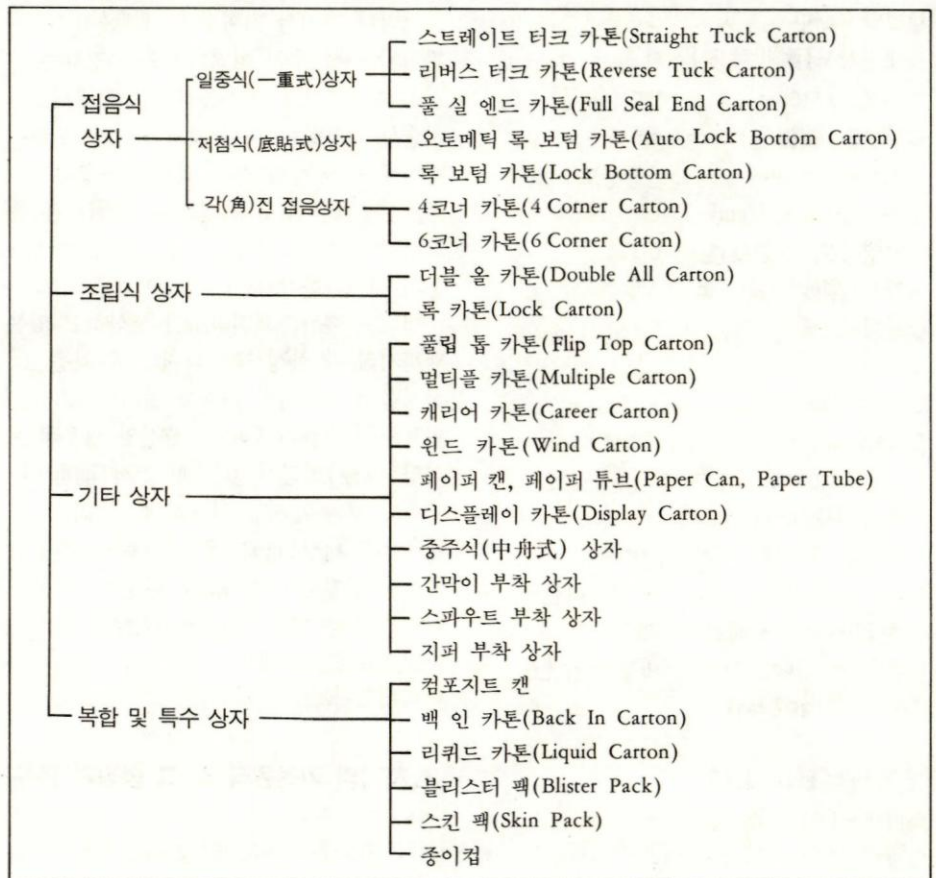 스트레이트 터크 카톤(Straight Tuck Carton)
일중식(一重式)상자
리버스 터크 카톤(Reverse Tuck Carton)
풀 실 엔드 카톤(Full Seal End Carton)
접음식
상자
저첨식(底貼式)상자
오토메틱 록 보텀 카톤(Auto Lock Bottom Carton)
록 보텀 카톤(Lock Bottom Carton)
각(角)진 접음상자
4코너 카톤(4 Corner Carton)
6코너 카톤(6 Corner Caton)
조립식 상자
더블 올 카톤(Double All Carton)
록 카톤(Lock Carton)
기타 상자
플립 톱 카톤(Flip Top Carton)
멀티플 카톤(Multiple Carton)
캐리어 카톤(Career Carton)
윈드 카톤(Wind Carton)
페이퍼 캔, 페이퍼 튜브(Paper Can, Paper Tube)
디스플레이 카톤(Display Carton)
중주식(中舟式) 상자
간막이 부착 상자
스파우트 부착 상자
지퍼 부착 상자
복합 및 특수 상자
컴포지트 캔
백 인 카톤(Back In Carton)
리퀴드 카톤(Liquid Carton)
블리스터 팩(Blister Pack)
스킨 팩(Skin Pack)
종이컵